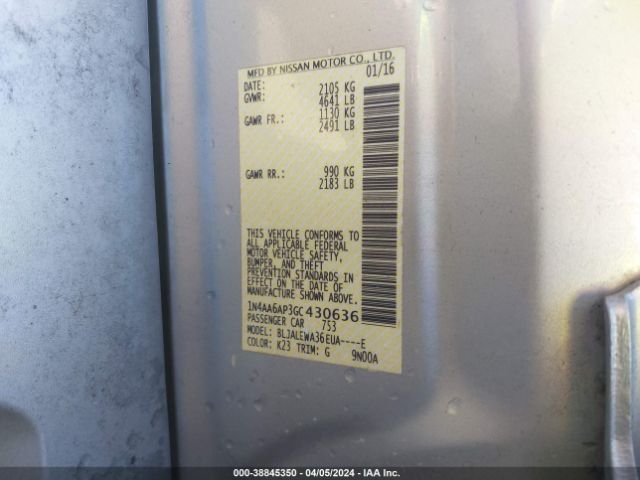 MFD BY NISSAN MOTOR CO., LTD.
DATE: 01/16
GVWR: 2105 KG
4641 LB
GAWR FR.: 1130 KG
2491 LB
GAWR RR.: 990 KG
2183 LB
THIS VEHICLE CONFORMS TO
ALL APPLICABLE FEDERAL
MOTOR VEHICLE SAFETY,
BUMPER, AND THEFT
PREVENTION STANDARDS IN
EFFECT ON THE DATE OF
MANUFACTURE SHOWN ABOVE.
1N4AA6AP3GC430636
PASSENGER CAR 753
MODEL: BLJALEWA36EUA----E
COLOR: K23 TRIM: G 9N00A
000-38845350 - 04/05/2024 - IAA Inc.